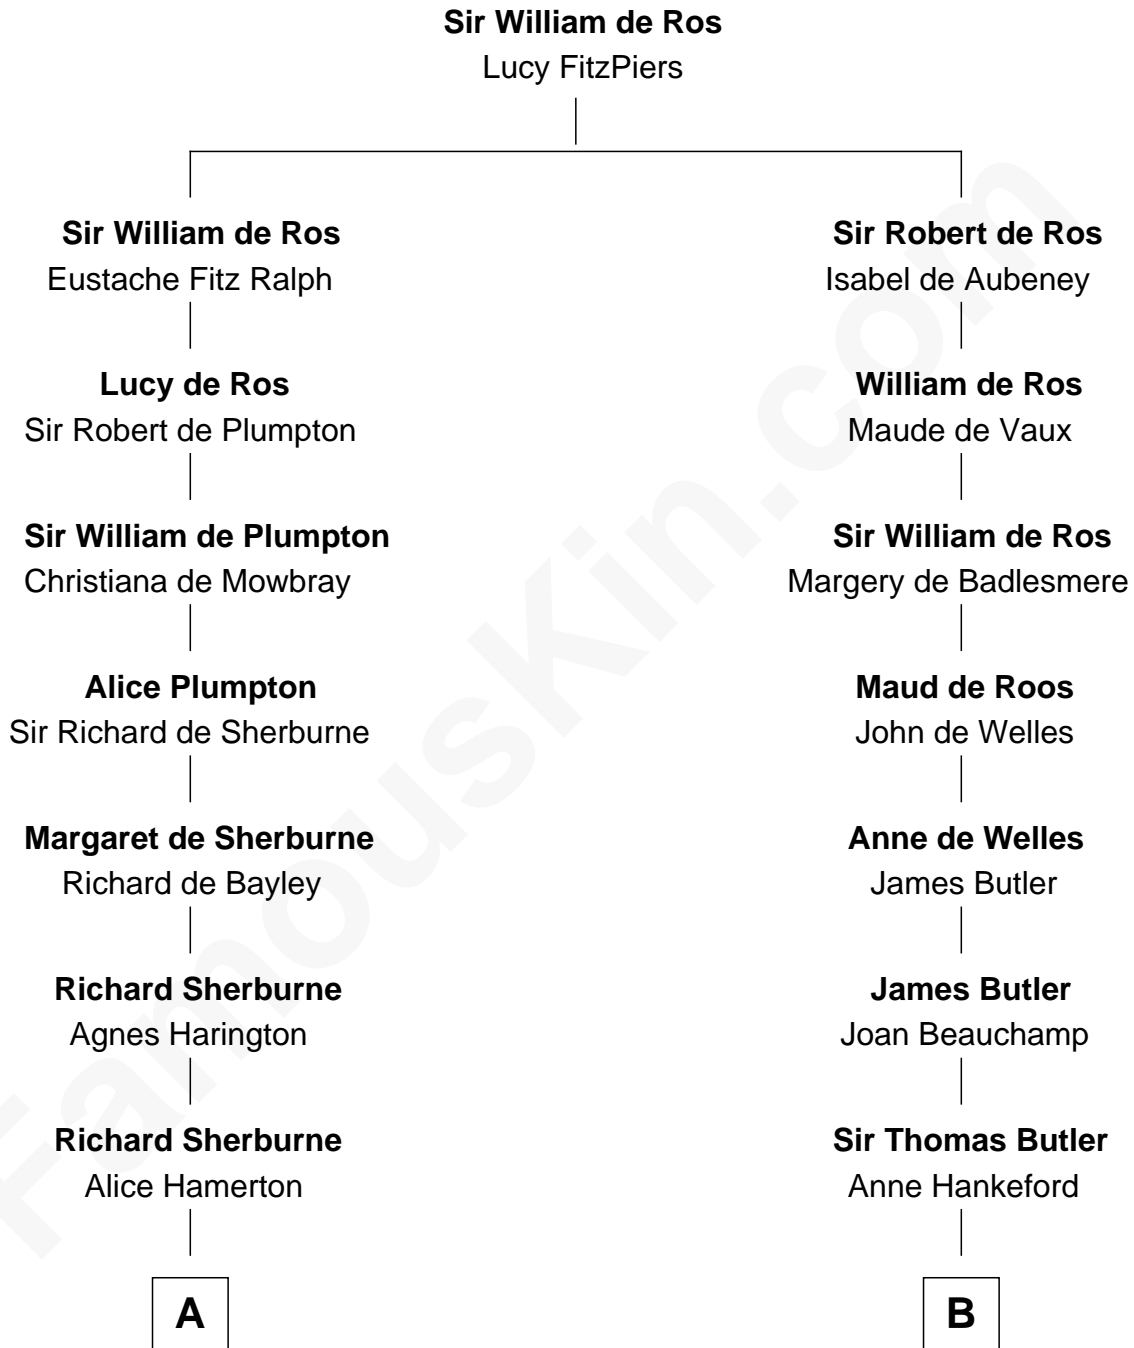 Sir William de Ros
Lucy FitzPiers
Sir William de Ros
Eustache Fitz Ralph
Lucy de Ros
Sir Robert de Plumpton
Sir William de Plumpton
Christiana de Mowbray
Alice Plumpton
Sir Richard de Sherburne
Margaret de Sherburne
Richard de Bayley
Richard Sherburne
Agnes Harington
Richard Sherburne
Alice Hamerton
A
Sir Robert de Ros
Isabel de Aubeney
William de Ros
Maude de Vaux
Sir William de Ros
Margery de Badlesmere
Maud de Roos
John de Welles
Anne de Welles
James Butler
James Butler
Joan Beauchamp
Sir Thomas Butler
Anne Hankeford
B
FamousKin.com